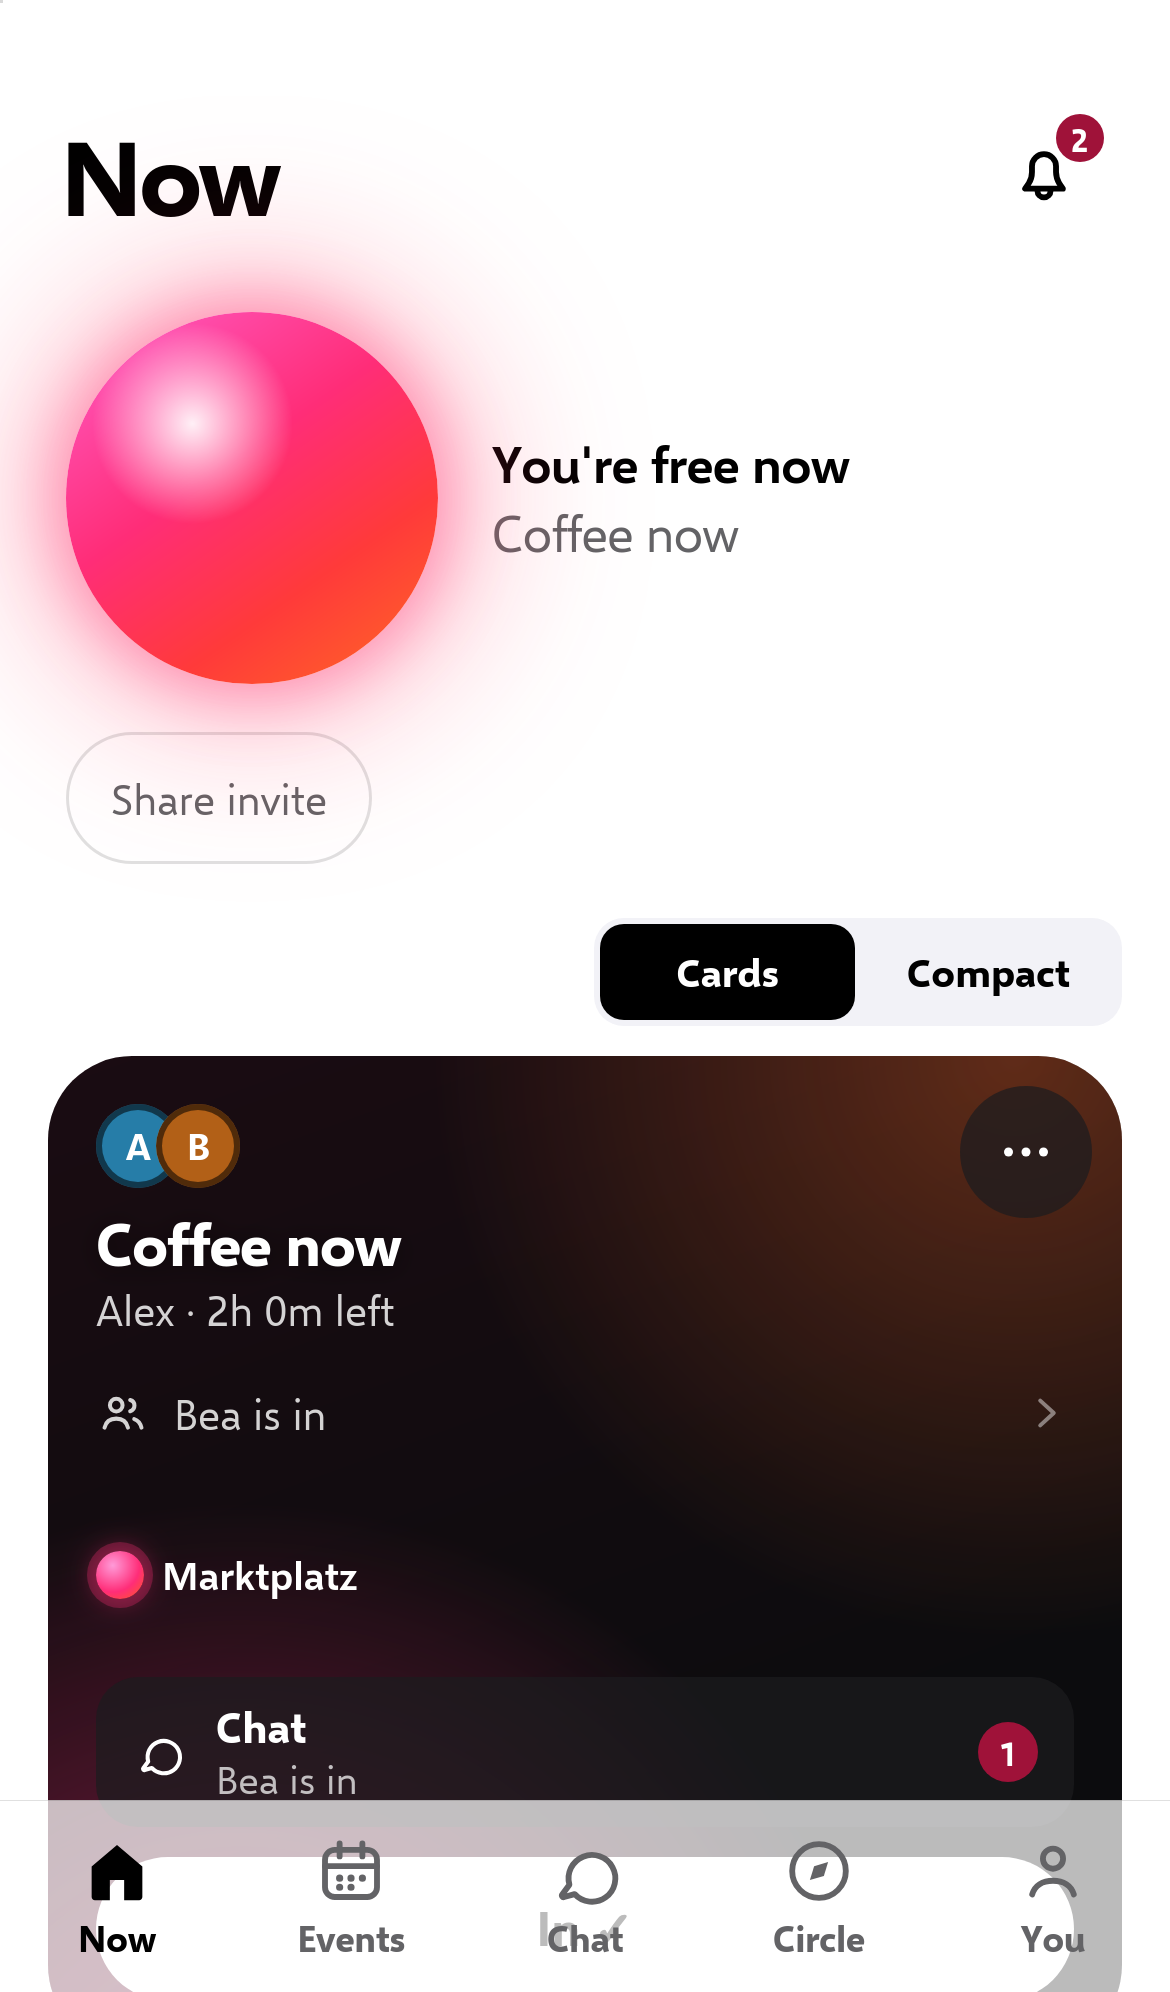 Now
2
You're free now
Coffee now
Share invite
Cards
Compact
A
B
Coffee now
Alex · 2h 0m left
Bea is in
Marktplatz
Chat
Bea is in
1
In ✓
Now
Events
Chat
Circle
You